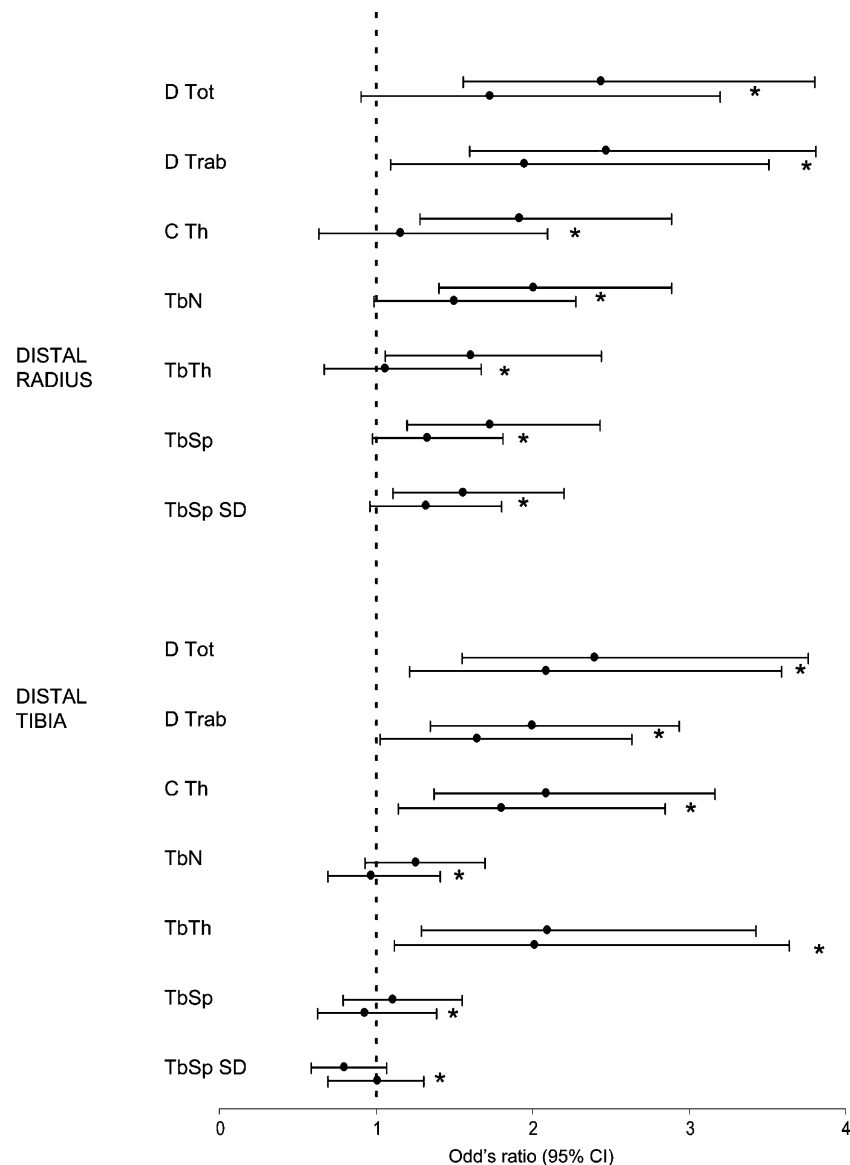 D Tot
*
D Trab
*
C Th
*
TbN
*
DISTAL
RADIUS
TbTh
*
TbSp
*
TbSp SD
*
D Tot
*
DISTAL
TIBIA
D Trab
*
C Th
*
TbN
*
TbTh
*
TbSp
*
TbSp SD
*
0 1 2 3 4
Odd's ratio (95% CI)